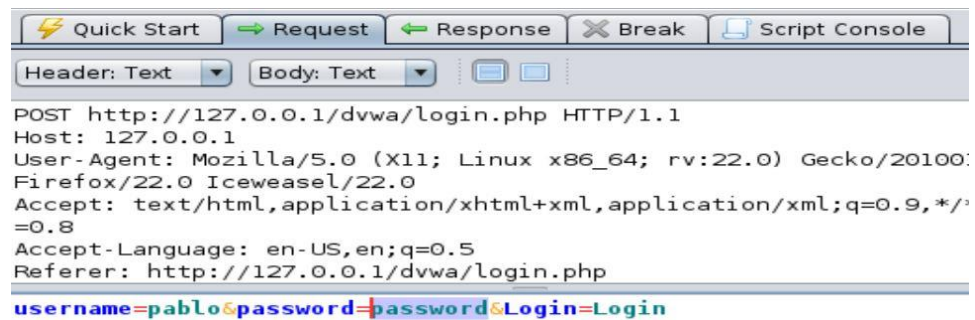 Quick Start Request Response Break Script Console
Header: Text Body: Text
POST http://127.0.0.1/dvwa/login.php HTTP/1.1
Host: 127.0.0.1
User-Agent: Mozilla/5.0 (X11; Linux x86_64; rv:22.0) Gecko/201001
Firefox/22.0 Iceweasel/22.0
Accept: text/html,application/xhtml+xml,application/xml;q=0.9,*/*
=0.8
Accept-Language: en-US,en;q=0.5
Referer: http://127.0.0.1/dvwa/login.php
username=pablo&password=password&Login=Login